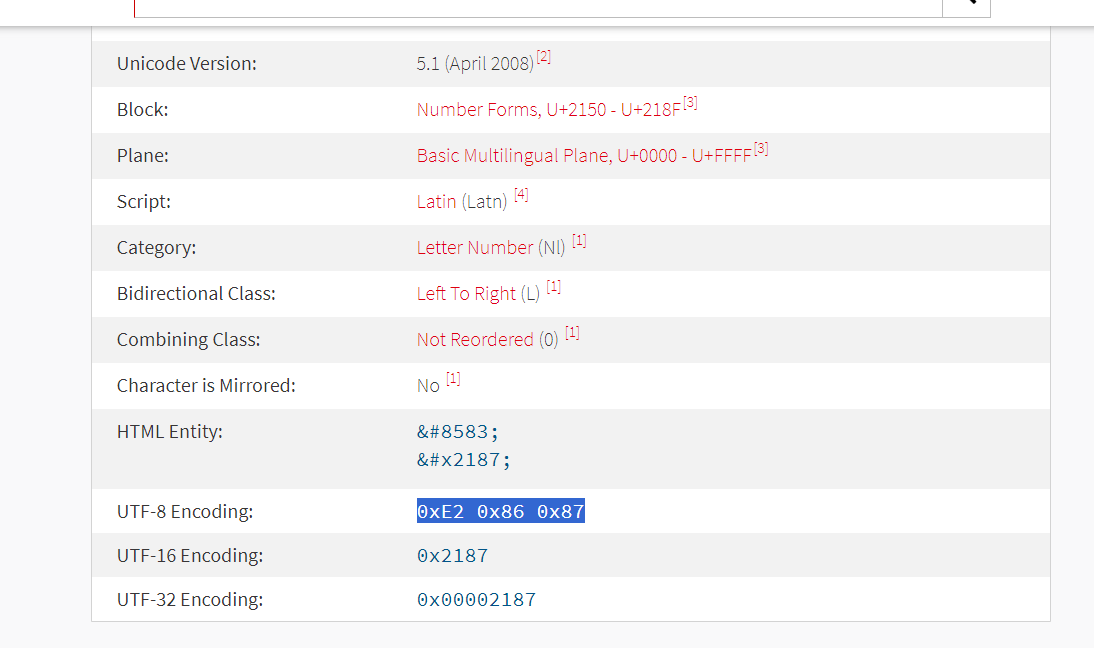 Unicode Version: 5.1 (April 2008)[2]
Block: Number Forms, U+2150 - U+218F[3]
Plane: Basic Multilingual Plane, U+0000 - U+FFFF[3]
Script: Latin (Latn) [4]
Category: Letter Number (Nl) [1]
Bidirectional Class: Left To Right (L) [1]
Combining Class: Not Reordered (0) [1]
Character is Mirrored: No [1]
HTML Entity: &#8583;
&#x2187;
UTF-8 Encoding: 0xE2 0x86 0x87
UTF-16 Encoding: 0x2187
UTF-32 Encoding: 0x00002187